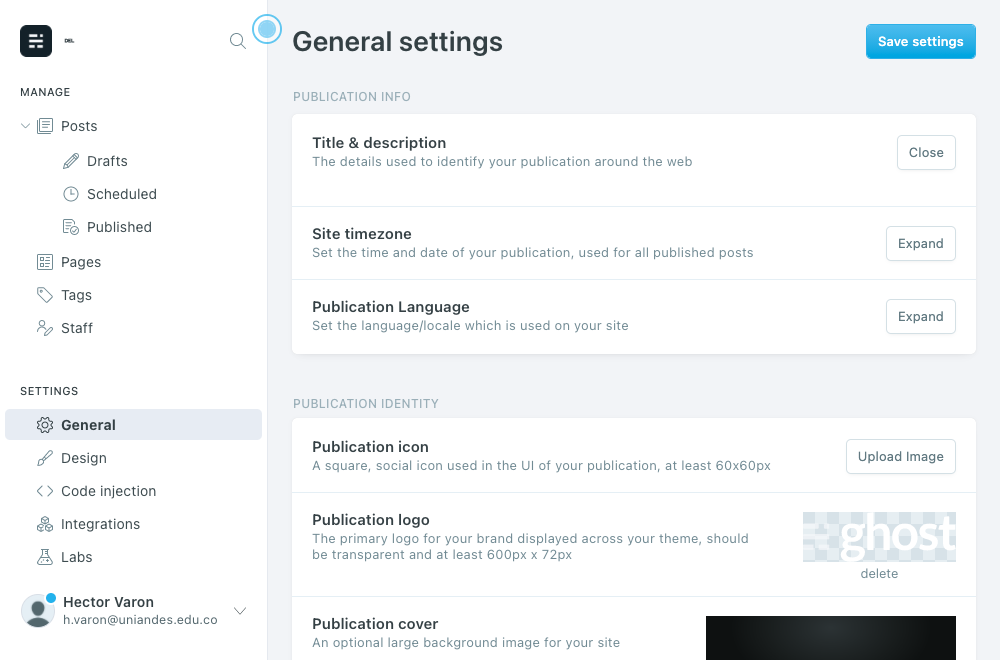 DEL
General settings
Save settings
MANAGE
Posts
Drafts
Scheduled
Published
Pages
Tags
Staff
SETTINGS
General
Design
Code injection
Integrations
Labs
Hector Varon
h.varon@uniandes.edu.co
PUBLICATION INFO
Title & description
The details used to identify your publication around the web
Close
Site timezone
Set the time and date of your publication, used for all published posts
Expand
Publication Language
Set the language/locale which is used on your site
Expand
PUBLICATION IDENTITY
Publication icon
A square, social icon used in the UI of your publication, at least 60x60px
Upload Image
Publication logo
The primary logo for your brand displayed across your theme, should
be transparent and at least 600px x 72px
ghost
delete
Publication cover
An optional large background image for your site